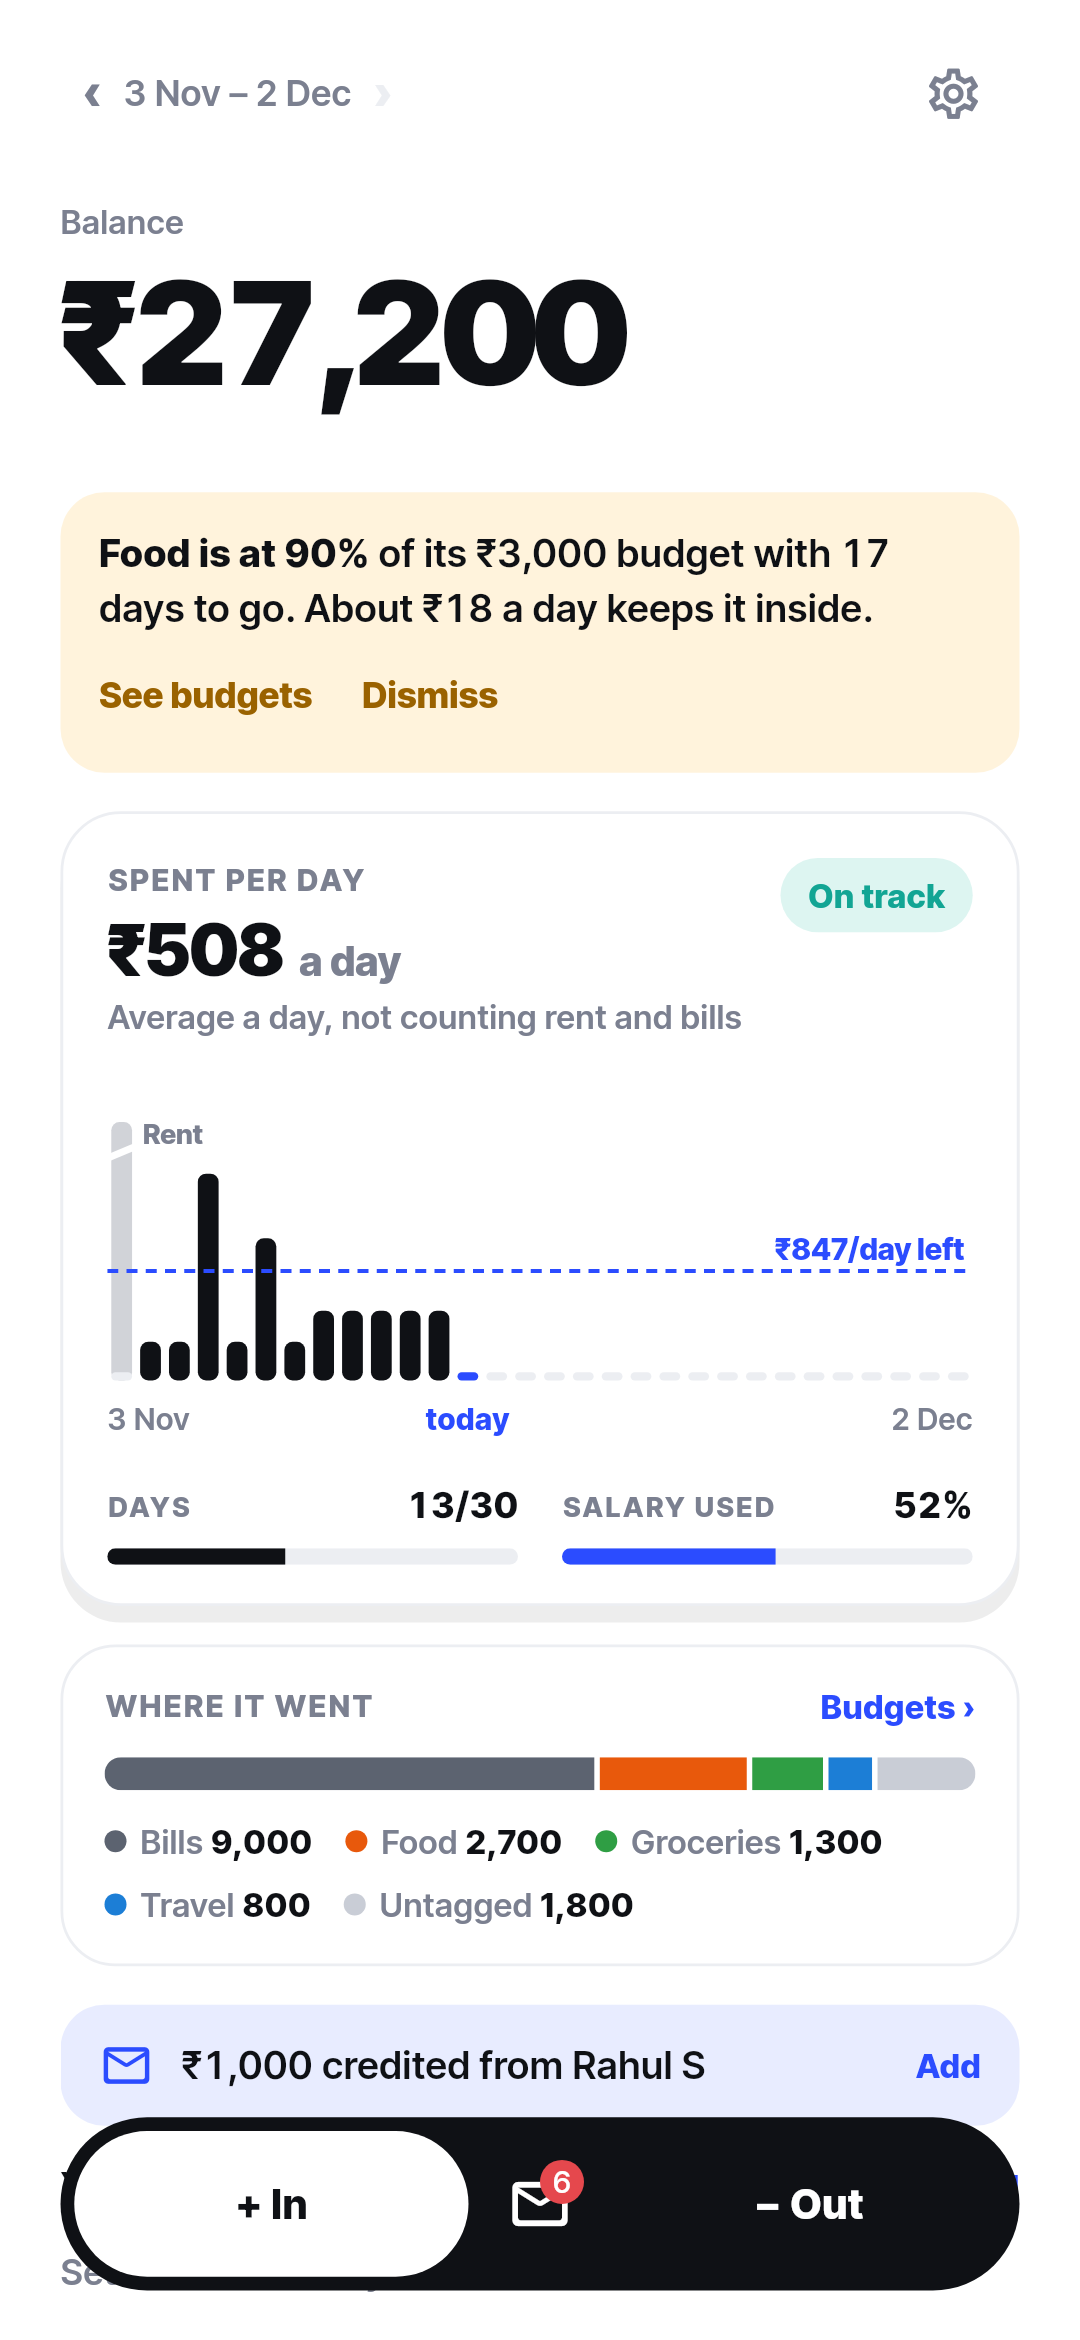 ‹ 3 Nov – 2 Dec ›
Balance
₹27,200
Food is at 90% of its ₹3,000 budget with 17
days to go. About ₹18 a day keeps it inside.
See budgets Dismiss
SPENT PER DAY
On track
₹508 a day
Average a day, not counting rent and bills
Rent
₹847/day left
3 Nov today 2 Dec
DAYS 13/30 SALARY USED 52%
WHERE IT WENT Budgets ›
Bills 9,000 Food 2,700 Groceries 1,300
Travel 800 Untagged 1,800
₹1,000 credited from Rahul S Add
+ In 6 – Out